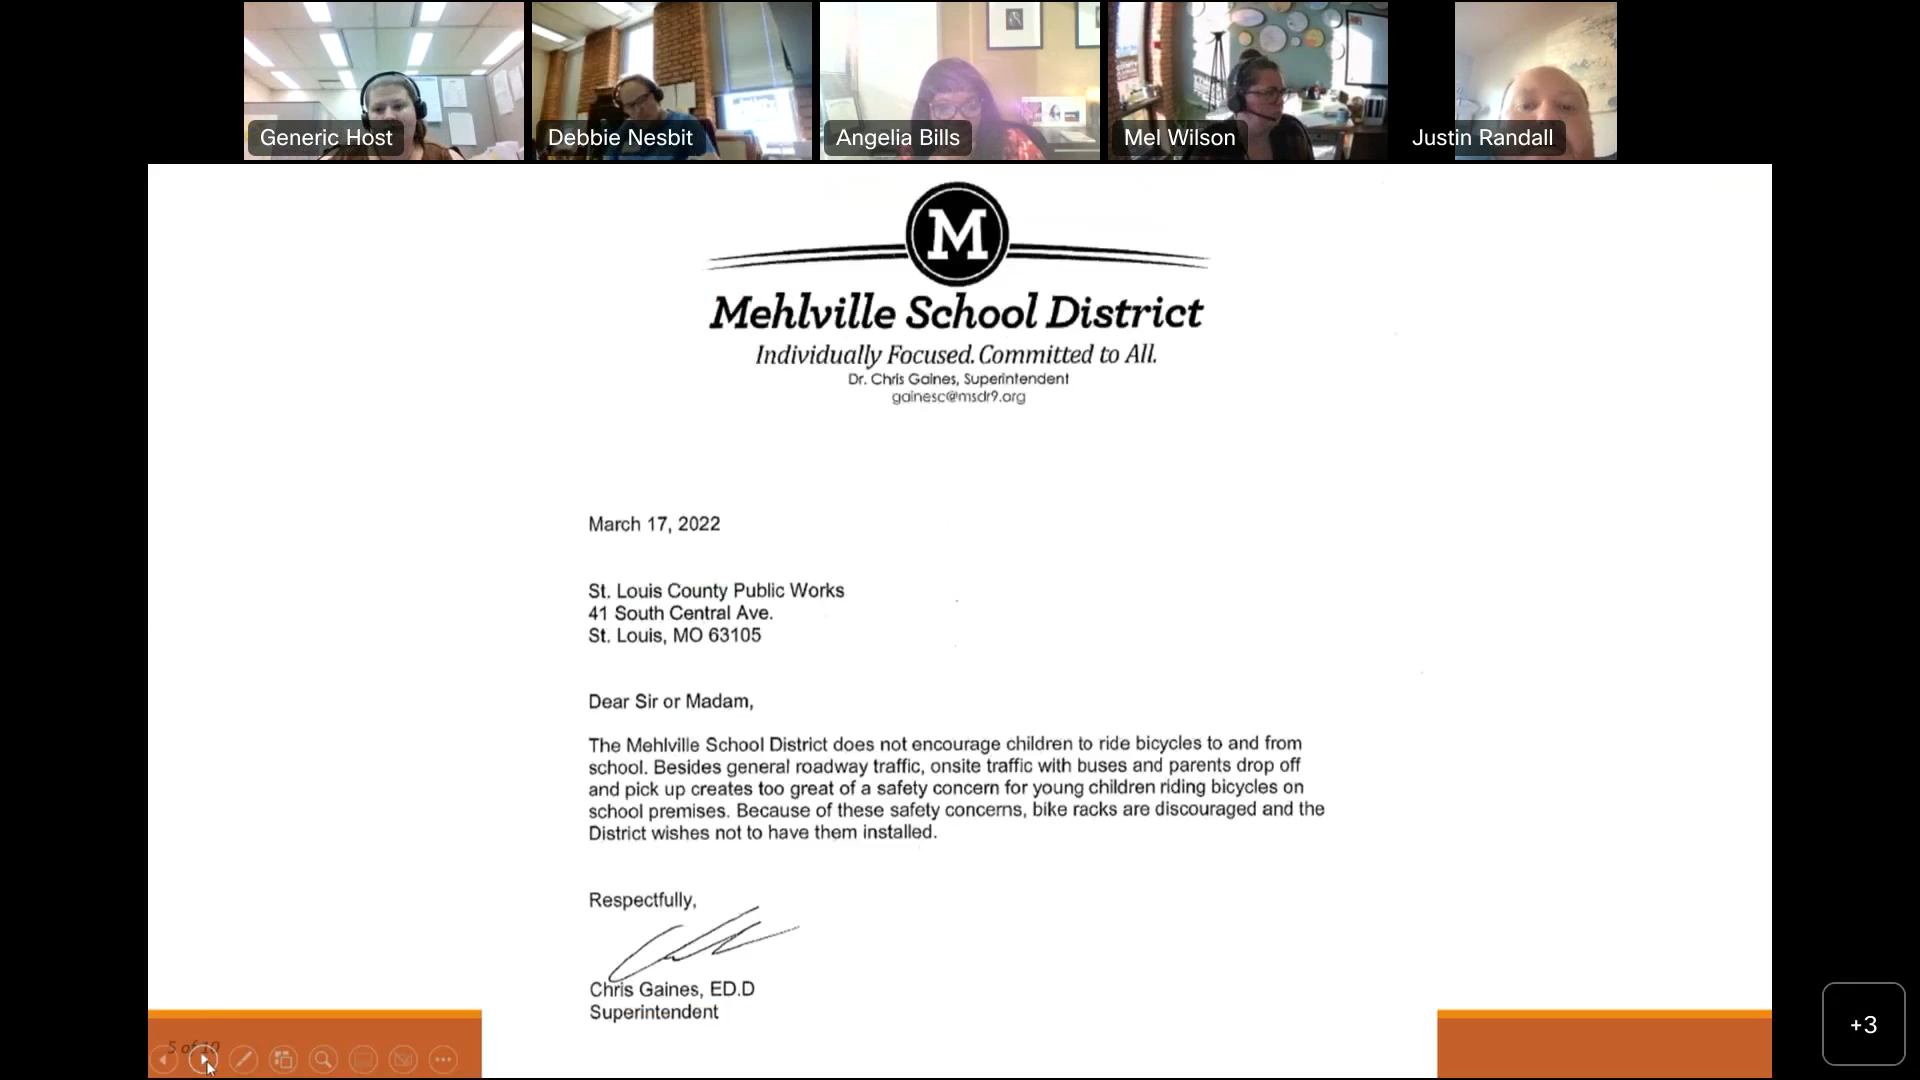 Generic Host
Debbie Nesbit
Angelia Bills
Mel Wilson
Justin Randall
M
Mehlville School District
Individually Focused. Committed to All.
Dr. Chris Gaines, Superintendent
gainesc@msdr9.org
March 17, 2022
St. Louis County Public Works
41 South Central Ave.
St. Louis, MO 63105
Dear Sir or Madam,
The Mehlville School District does not encourage children to ride bicycles to and from
school. Besides general roadway traffic, onsite traffic with buses and parents drop off
and pick up creates too great of a safety concern for young children riding bicycles on
school premises. Because of these safety concerns, bike racks are discouraged and the
District wishes not to have them installed.
Respectfully,
Chris Gaines, ED.D
Superintendent
5 of 10
+3